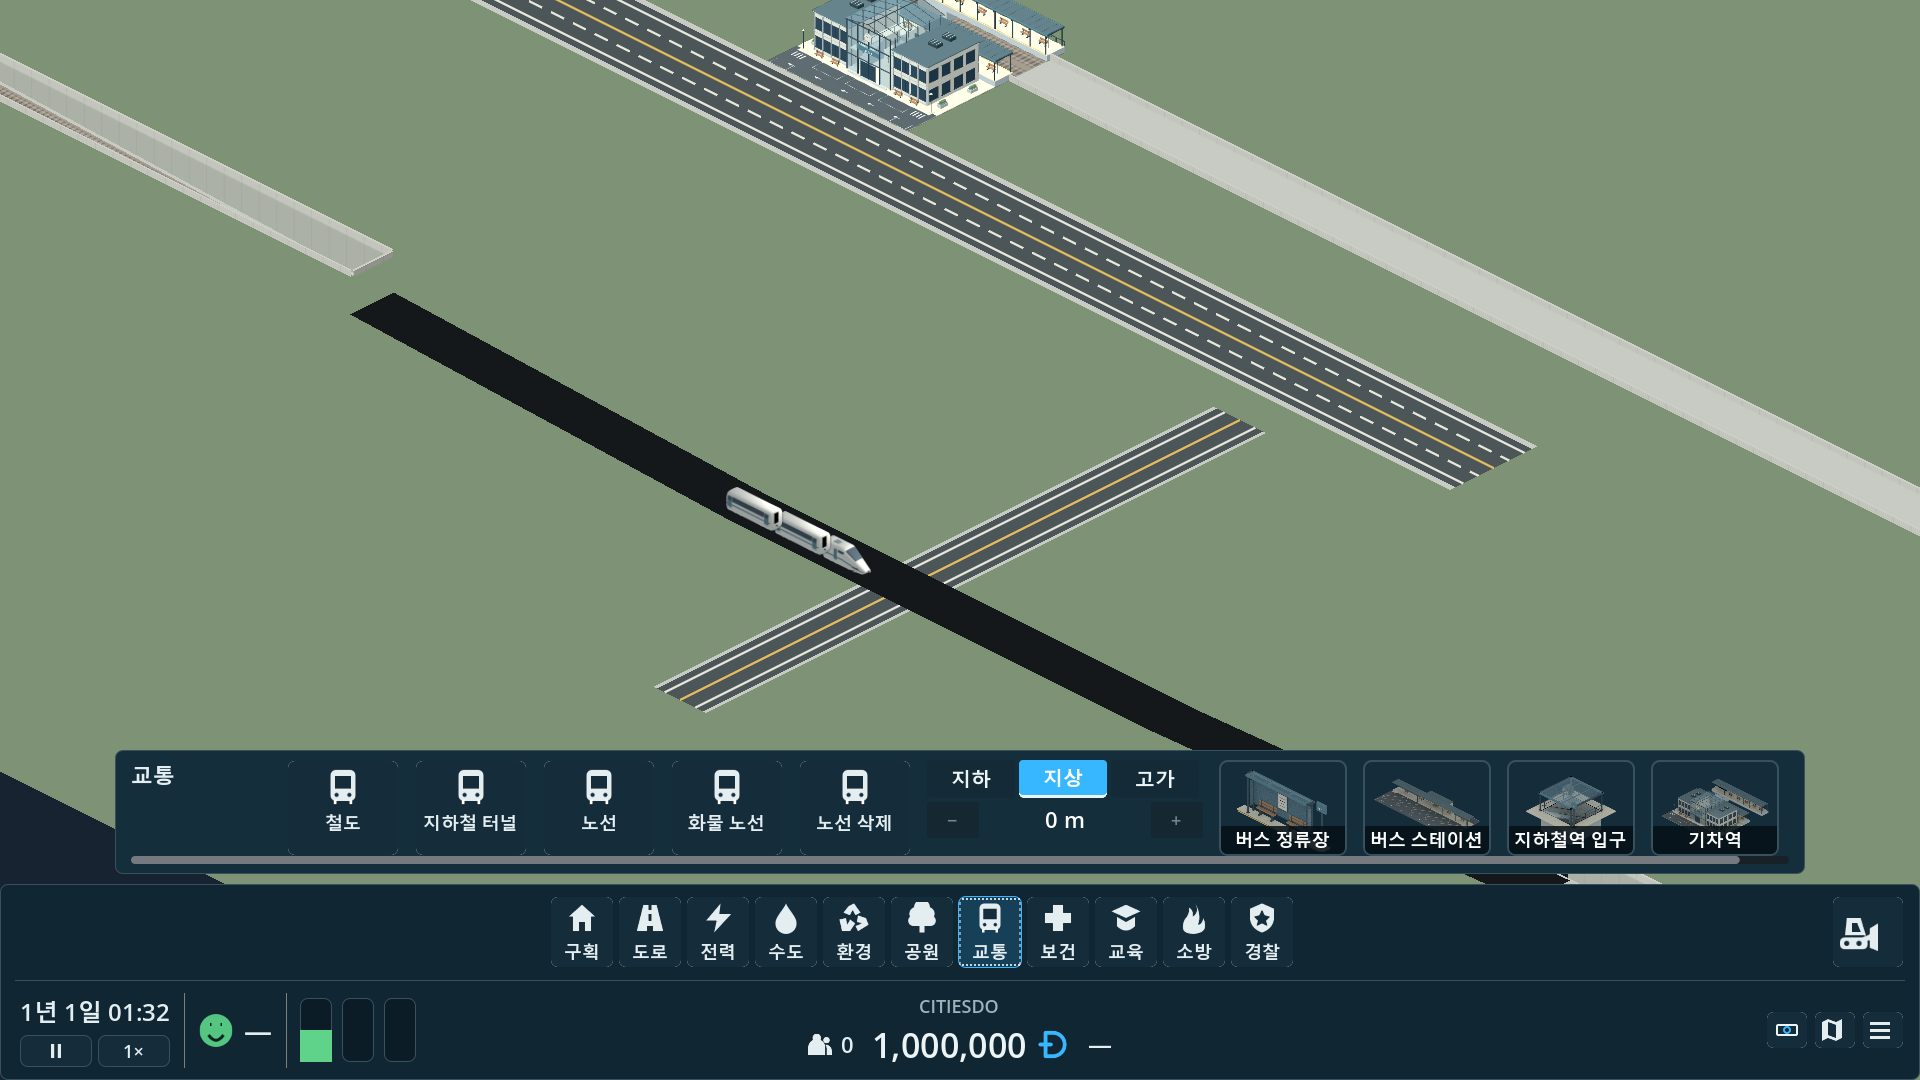 교통
철도
지하철 터널
노선
화물 노선
노선 삭제
지하
지상
고가
−
0 m
+
버스 정류장
버스 스테이션
지하철역 입구
기차역
구획
도로
전력
수도
환경
공원
교통
보건
교육
소방
경찰
1년 1일 01:32
1×
—
CITIESDO
0
1,000,000 Đ —